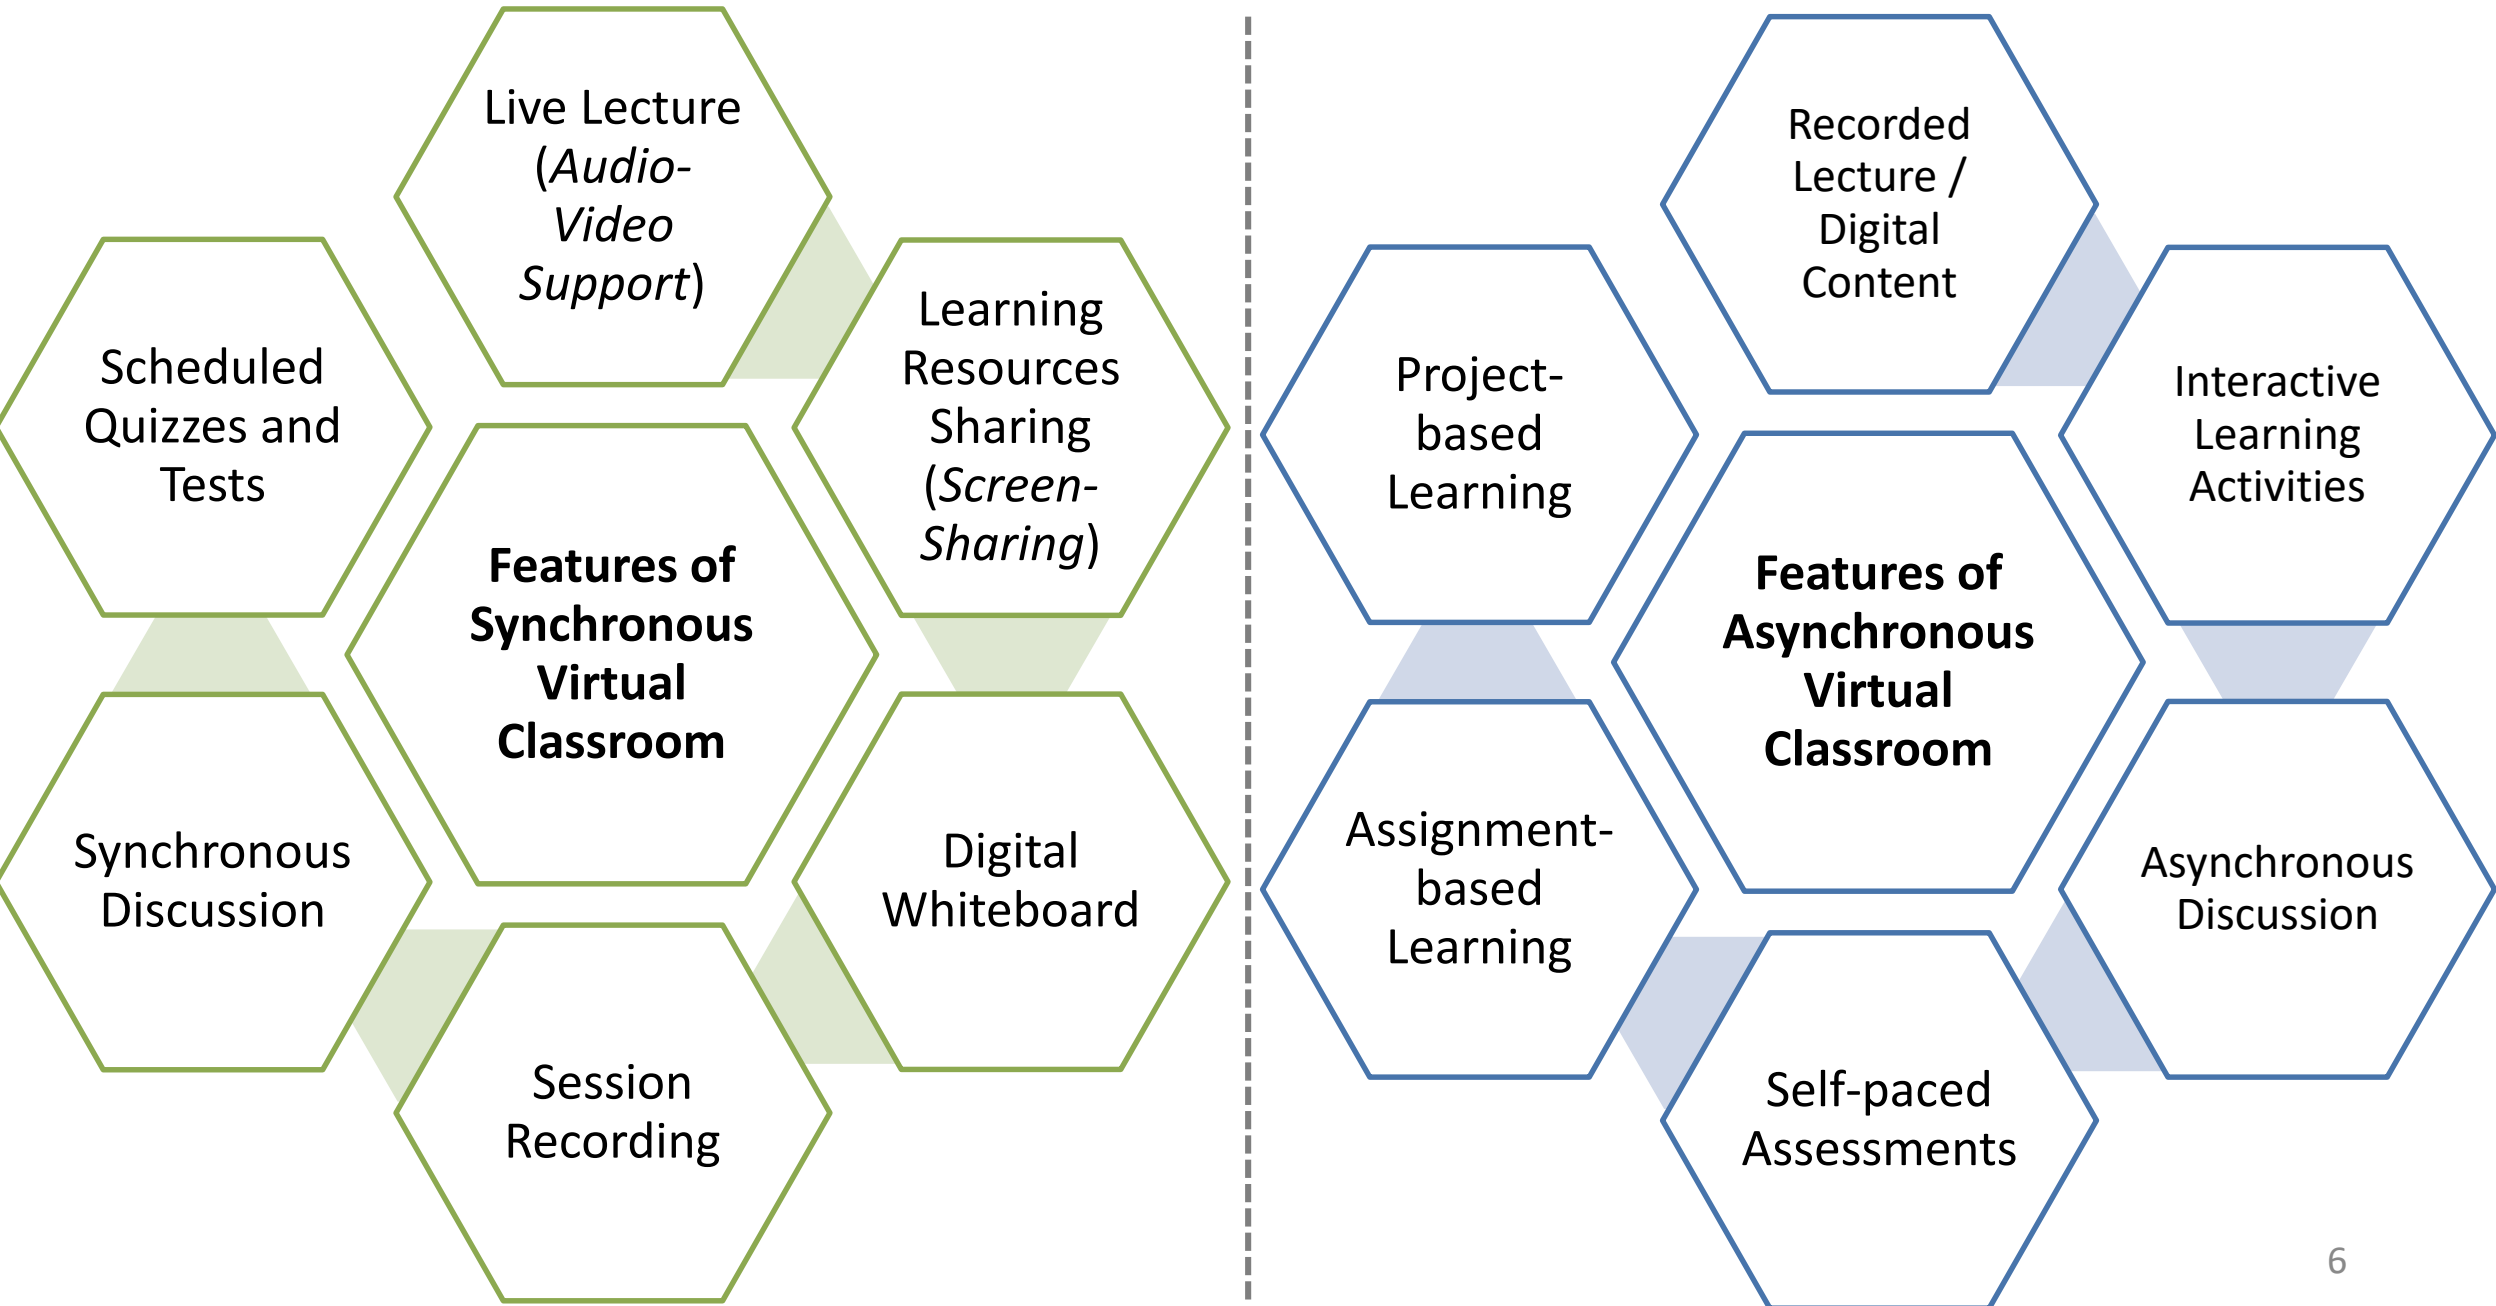 Live Lecture
(Audio-
Video
Support)
Learning
Resources
Sharing
(Screen-
Sharing)
Scheduled
Quizzes and
Tests
Features of
Synchronous
Virtual
Classroom
Synchronous
Discussion
Digital
Whiteboard
Session
Recording
Recorded
Lecture /
Digital
Content
Project-
based
Learning
Interactive
Learning
Activities
Features of
Asynchronous
Virtual
Classroom
Assignment-
based
Learning
Asynchronous
Discussion
Self-paced
Assessments
6